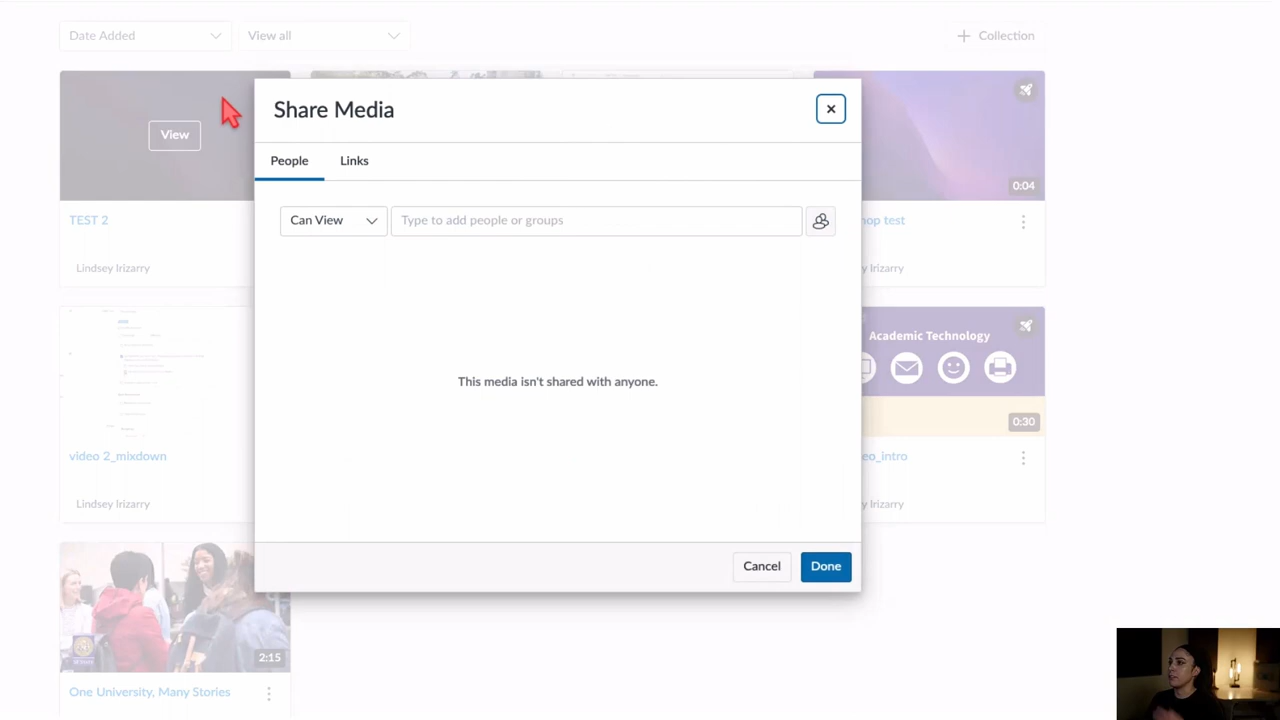 Date Added
View all
Collection
Share Media
View
People
Links
0:04
Can View
Type to add people or groups
TEST 2
hop test
Lindsey Irizarry
y Irizarry
Academic Technology
This media isn't shared with anyone.
0:30
video 2_mixdown
eo_intro
Lindsey Irizarry
y Irizarry
Cancel
Done
2:15
One University, Many Stories